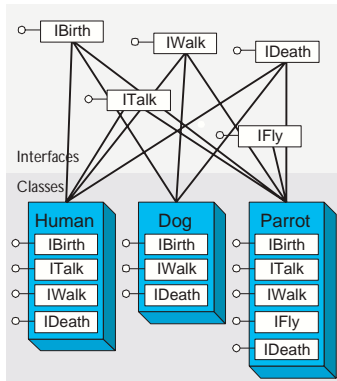 IBirth
IWalk
IDeath
ITalk
IFly
Interfaces
Classes
Human
IBirth
ITalk
IWalk
IDeath
Dog
IBirth
IWalk
IDeath
Parrot
IBirth
ITalk
IWalk
IFly
IDeath